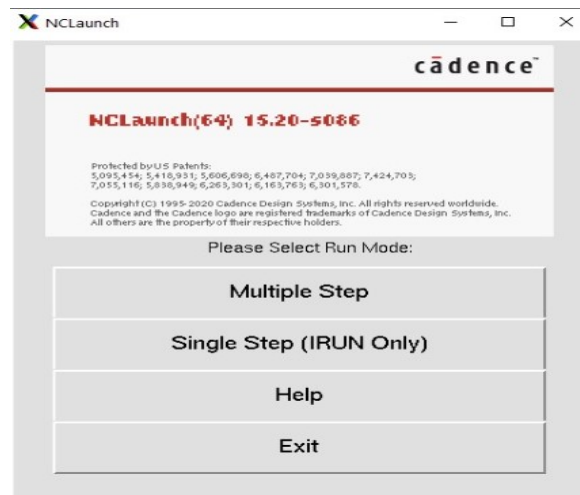 NCLaunch
cādence™
NCLaunch(64) 15.20-s086
Protected by US Patents:
5,095,454; 5,418,931; 5,606,698; 6,487,704; 7,039,887; 7,424,703;
7,055,116; 5,838,949; 6,263,301; 6,163,763; 6,301,578.
Copyright (C) 1995-2020 Cadence Design Systems, Inc. All rights reserved worldwide.
Cadence and the Cadence logo are registered trademarks of Cadence Design Systems, Inc.
All others are the property of their respective holders.
Please Select Run Mode:
Multiple Step
Single Step (IRUN Only)
Help
Exit